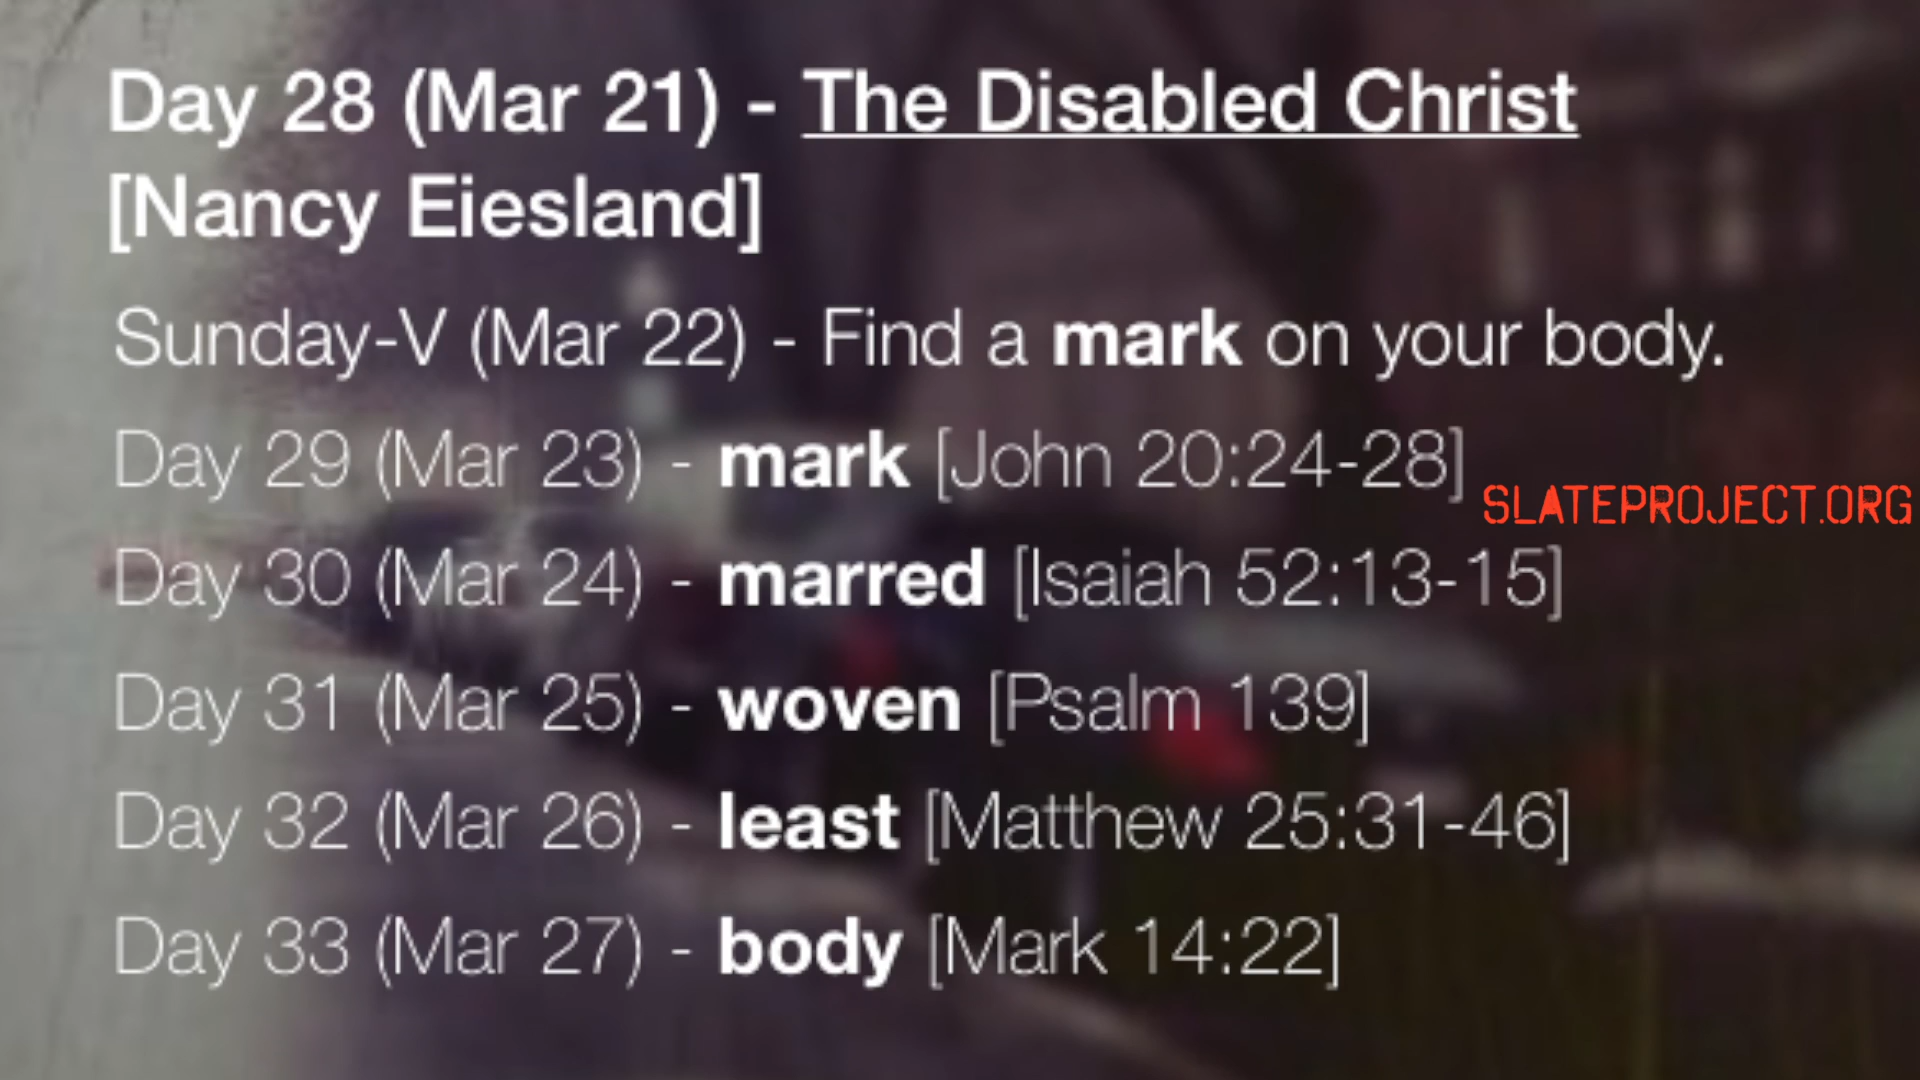 Day 28 (Mar 21) - The Disabled Christ
[Nancy Eiesland]
Sunday-V (Mar 22) - Find a mark on your body.
Day 29 (Mar 23) - mark [John 20:24-28]
SLATEPROJECT.ORG
Day 30 (Mar 24) - marred [Isaiah 52:13-15]
Day 31 (Mar 25) - woven [Psalm 139]
Day 32 (Mar 26) - least [Matthew 25:31-46]
Day 33 (Mar 27) - body [Mark 14:22]